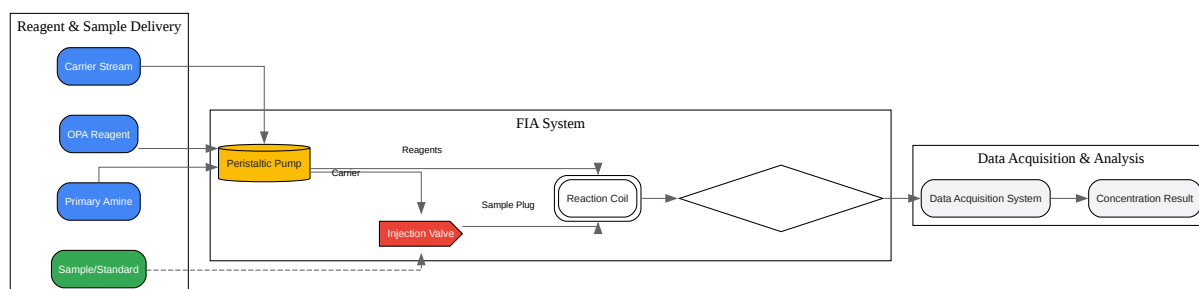 Reagent & Sample Delivery
Carrier Stream
OPA Reagent
Primary Amine
Sample/Standard
FIA System
Peristaltic Pump
Reagents
Carrier
Injection Valve
Sample Plug
Reaction Coil
Data Acquisition & Analysis
Data Acquisition System
Concentration Result